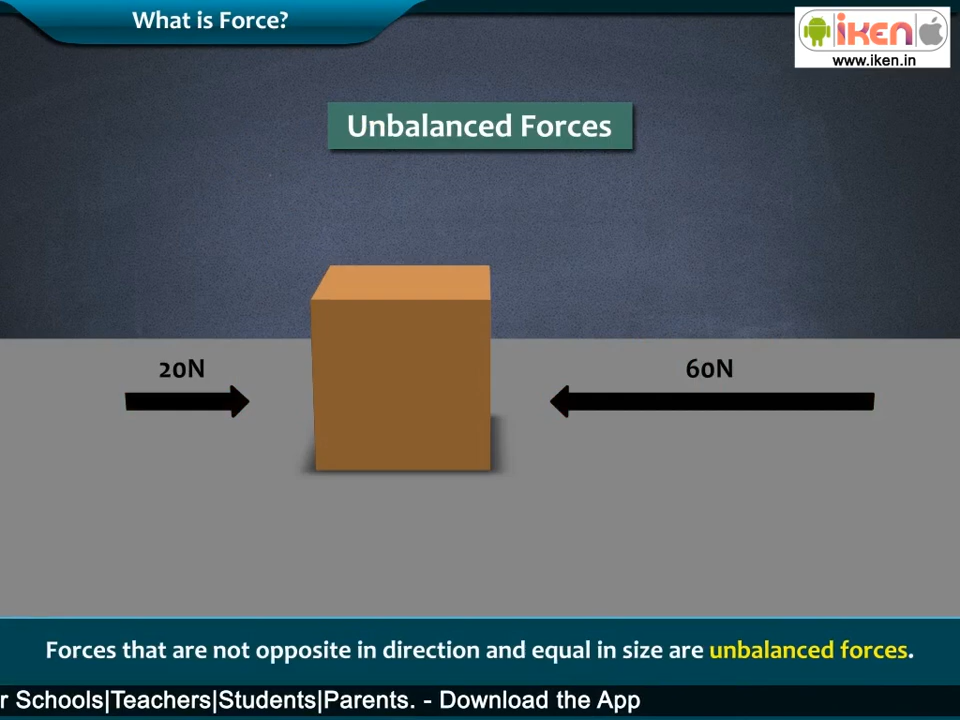 What is Force?
iken
www.iken.in
Unbalanced Forces
20N
60N
Forces that are not opposite in direction and equal in size are unbalanced forces.
r Schools|Teachers|Students|Parents. - Download the App